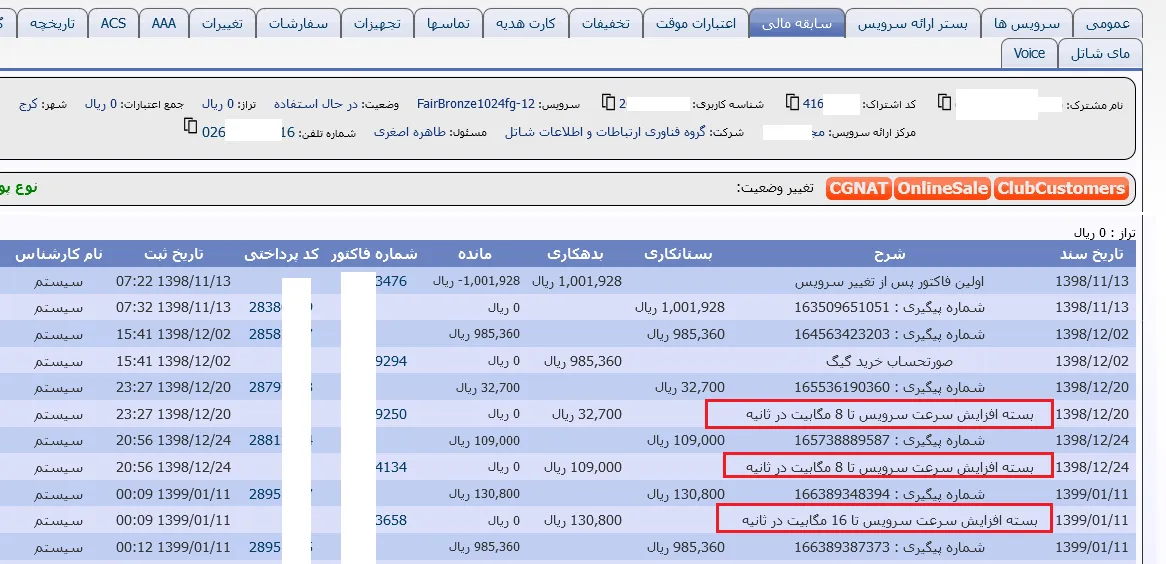 عمومی سرویس ها بستر ارائه سرویس سابقه مالی اعتبارات موقت تخفیفات کارت هدیه تماسها تجهیزات سفارشات تغییرات AAA ACS تاریخچه
مای شاتل Voice
نام مشترک: کد اشتراک: 416 شناسه کاربری: 2 سرویس: FairBronze1024fg-12 وضعیت: در حال استفاده تراز: 0 ریال جمع اعتبارات: 0 ریال شهر: کرج
مرکز ارائه سرویس: شرکت: گروه فناوری ارتباطات و اطلاعات شاتل مسئول: طاهره اصغری شماره تلفن: 026 16
ClubCustomers OnlineSale CGNAT تغییر وضعیت: نوع
تراز : 0 ریال
تاریخ سند شرح بستانکاری بدهکاری مانده شماره فاکتور کد پرداختی تاریخ ثبت نام کارشناس
1398/11/13 اولین فاکتور پس از تغییر سرویس 1,001,928 ریال 1,001,928- ریال 3476 1398/11/13 07:22 سیستم
1398/11/13 شماره پیگیری : 163509651051 1,001,928 ریال 0 ریال 2838 9 1398/11/13 07:32 سیستم
1398/12/02 شماره پیگیری : 164563423203 985,360 ریال 985,360 ریال 2858 7 1398/12/02 15:41 سیستم
1398/12/02 صورتحساب خرید گیگ 985,360 ریال 0 ریال 9294 1398/12/02 15:41 سیستم
1398/12/20 شماره پیگیری : 165536190360 32,700 ریال 32,700 ریال 2879 3 1398/12/20 23:27 سیستم
1398/12/20 بسته افزایش سرعت سرویس تا 8 مگابیت در ثانیه 32,700 ریال 0 ریال 9250 1398/12/20 23:27 سیستم
1398/12/24 شماره پیگیری : 165738889587 109,000 ریال 109,000 ریال 2881 4 1398/12/24 20:56 سیستم
1398/12/24 بسته افزایش سرعت سرویس تا 8 مگابیت در ثانیه 109,000 ریال 0 ریال 4134 1398/12/24 20:56 سیستم
1399/01/11 شماره پیگیری : 166389348394 130,800 ریال 130,800 ریال 2895 7 1399/01/11 00:09 سیستم
1399/01/11 بسته افزایش سرعت سرویس تا 16 مگابیت در ثانیه 130,800 ریال 0 ریال 3658 1399/01/11 00:09 سیستم
1399/01/11 شماره پیگیری : 166389387373 985,360 ریال 985,360 ریال 2895 1399/01/11 00:12 سیستم